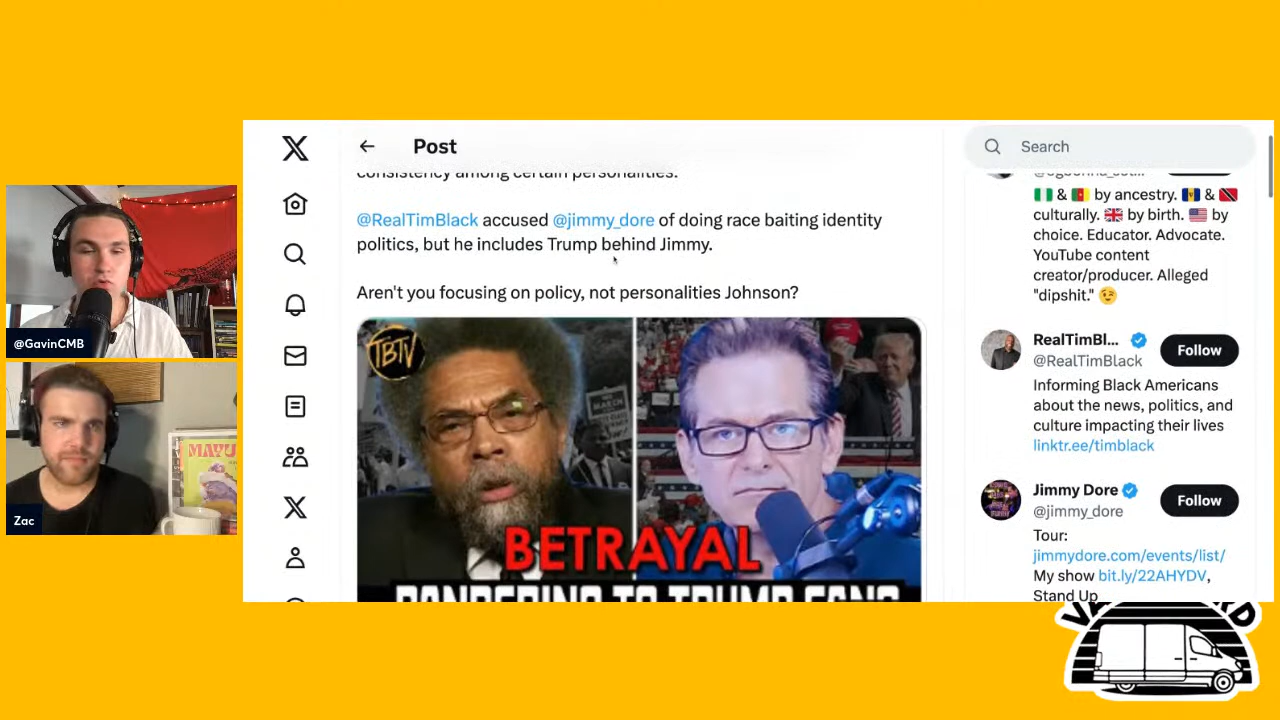 Post
Search
consistency among certain personalities.
@RealTimBlack accused @jimmy_dore of doing race baiting identity
politics, but he includes Trump behind Jimmy.
Aren't you focusing on policy, not personalities Johnson?
TBTV
MARCH
BETRAYAL
PANDERING TO TRUMP FANS
🇳🇬 & 🇨🇲 by ancestry. 🇧🇧 & 🇹🇹
culturally. 🇬🇧 by birth. 🇺🇸 by
choice. Educator. Advocate.
YouTube content
creator/producer. Alleged
"dipshit." 😉
RealTimBl...
Follow
@RealTimBlack
Informing Black Americans
about the news, politics, and
culture impacting their lives
linktr.ee/timblack
Jimmy Dore
Follow
@jimmy_dore
Tour:
jimmydore.com/events/list/
My show bit.ly/22AHYDV,
Stand Up
@GavinCMB
Zac